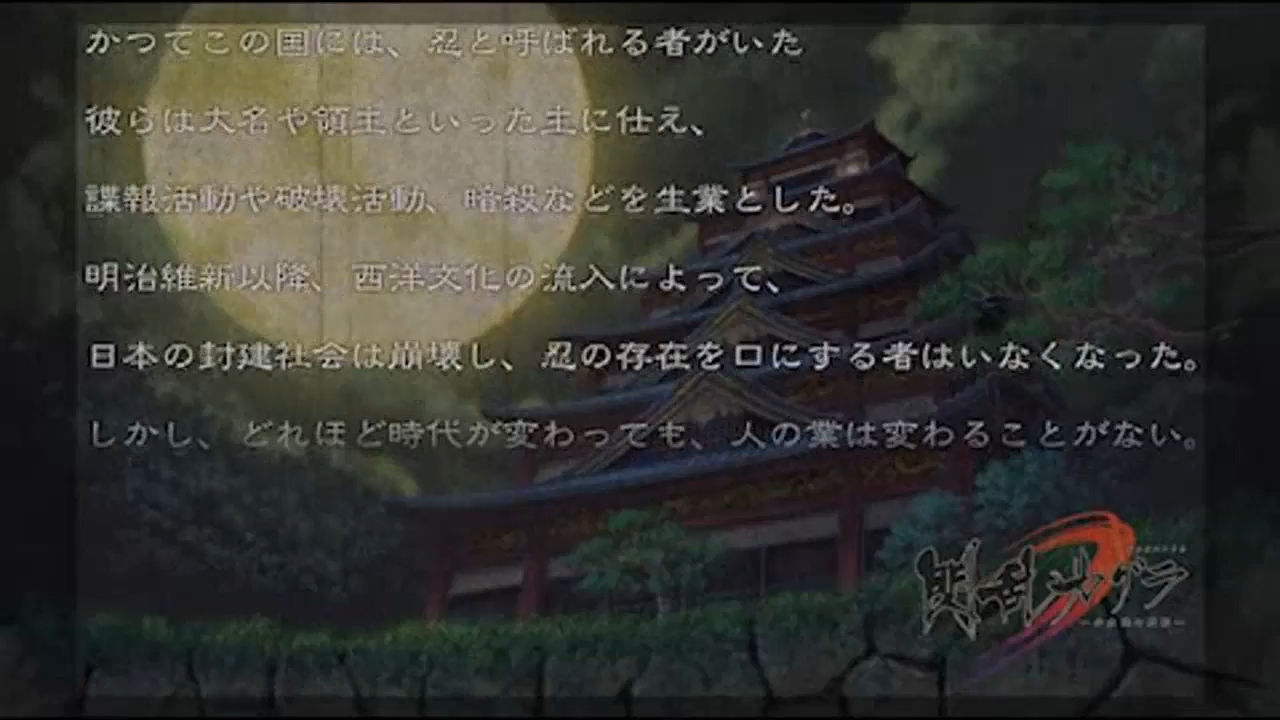 かつてこの国には、忍と呼ばれる者がいた
彼らは大名や領主といった主に仕え、
諜報活動や破壊活動、暗殺などを生業とした。
明治維新以降、西洋文化の流入によって、
日本の封建社会は崩壊し、忍の存在を口にする者はいなくなった。
しかし、どれほど時代が変わっても、人の業は変わることがない。
閃乱カグラ